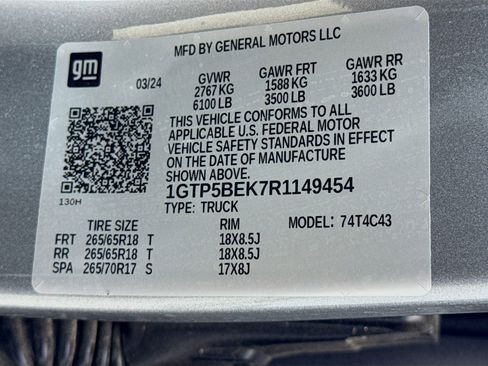 MFD BY GENERAL MOTORS LLC
gm
03/24 GVWR GAWR FRT GAWR RR
2767 KG 1588 KG 1633 KG
6100 LB 3500 LB 3600 LB
THIS VEHICLE CONFORMS TO ALL
APPLICABLE U.S. FEDERAL MOTOR
VEHICLE SAFETY STANDARDS IN EFFECT
ON THE DATE OF MANUFACTURE
SHOWN ABOVE.
130H
1GTP5BEK7R1149454
TYPE: TRUCK MODEL: 74T4C43
TIRE SIZE RIM
FRT 265/65R18 T 18X8.5J
RR 265/65R18 T 18X8.5J
SPA 265/70R17 S 17X8J